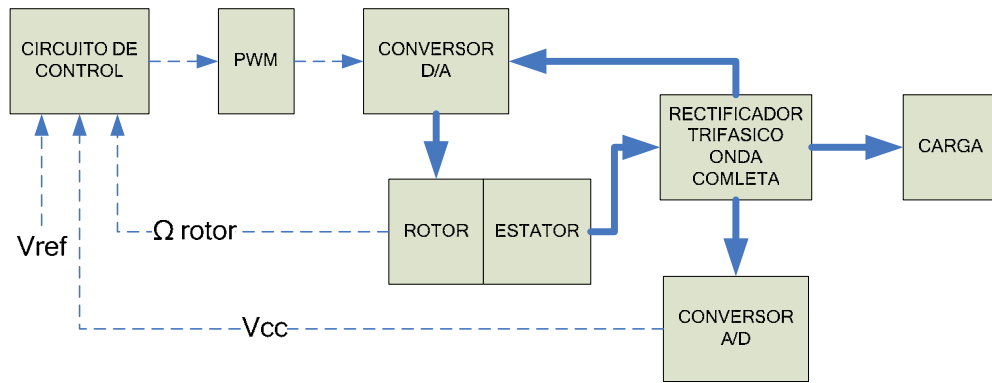 CIRCUITO DE
CONTROL
PWM
CONVERSOR
D/A
RECTIFICADOR
TRIFASICO
ONDA
COMLETA
CARGA
ROTOR
ESTATOR
Ω rotor
Vref
CONVERSOR
A/D
Vcc